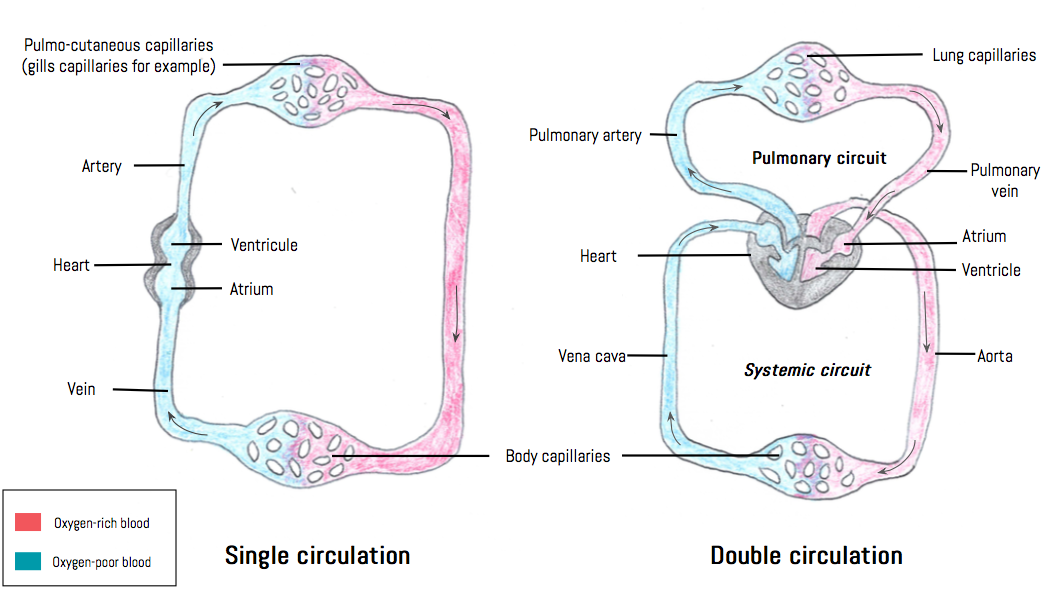 Pulmo-cutaneous capillaries
(gills capillaries for example)
Artery
Ventricule
Heart
Atrium
Vein
Body capillaries
Oxygen-rich blood
Oxygen-poor blood
Single circulation
Lung capillaries
Pulmonary artery
Pulmonary circuit
Pulmonary
vein
Heart
Atrium
Ventricle
Vena cava
Systemic circuit
Aorta
Double circulation